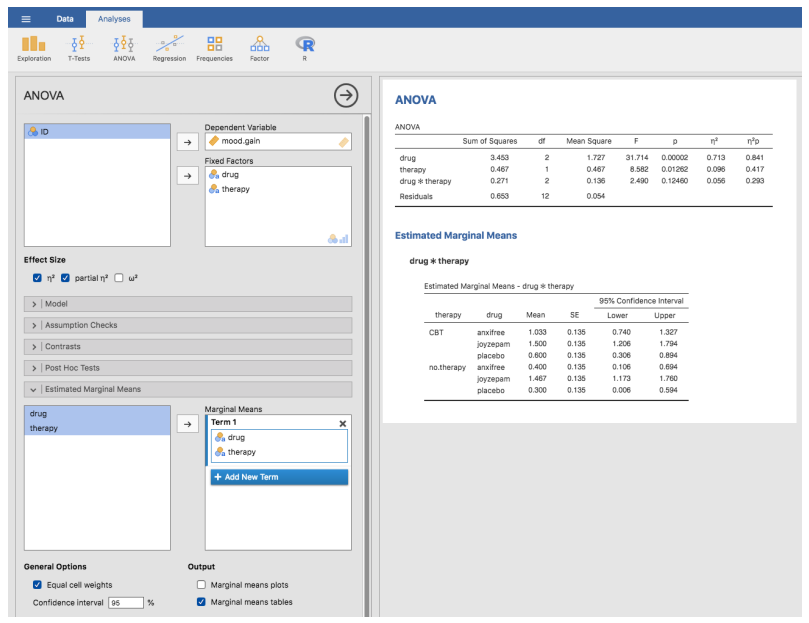 Data Analyses
Exploration T-Tests ANOVA Regression Frequencies Factor R
R
ANOVA
ID
Dependent Variable
mood.gain
Fixed Factors
drug
therapy
Effect Size
η² partial η² ω²
Model
Assumption Checks
Contrasts
Post Hoc Tests
Estimated Marginal Means
drug
therapy
Marginal Means
Term 1
drug
therapy
+ Add New Term
General Options Output
Equal cell weights Marginal means plots
Confidence interval 95 % Marginal means tables
ANOVA
ANOVA
Sum of Squares df Mean Square F p η² η²p
drug 3.453 2 1.727 31.714 0.00002 0.713 0.841
therapy 0.467 1 0.467 8.582 0.01262 0.096 0.417
drug ✻ therapy 0.271 2 0.136 2.490 0.12460 0.056 0.293
Residuals 0.653 12 0.054
Estimated Marginal Means
drug ✻ therapy
Estimated Marginal Means - drug ✻ therapy
95% Confidence Interval
therapy drug Mean SE Lower Upper
CBT anxifree 1.033 0.135 0.740 1.327
joyzepam 1.500 0.135 1.206 1.794
placebo 0.600 0.135 0.306 0.894
no.therapy anxifree 0.400 0.135 0.106 0.694
joyzepam 1.467 0.135 1.173 1.760
placebo 0.300 0.135 0.006 0.594